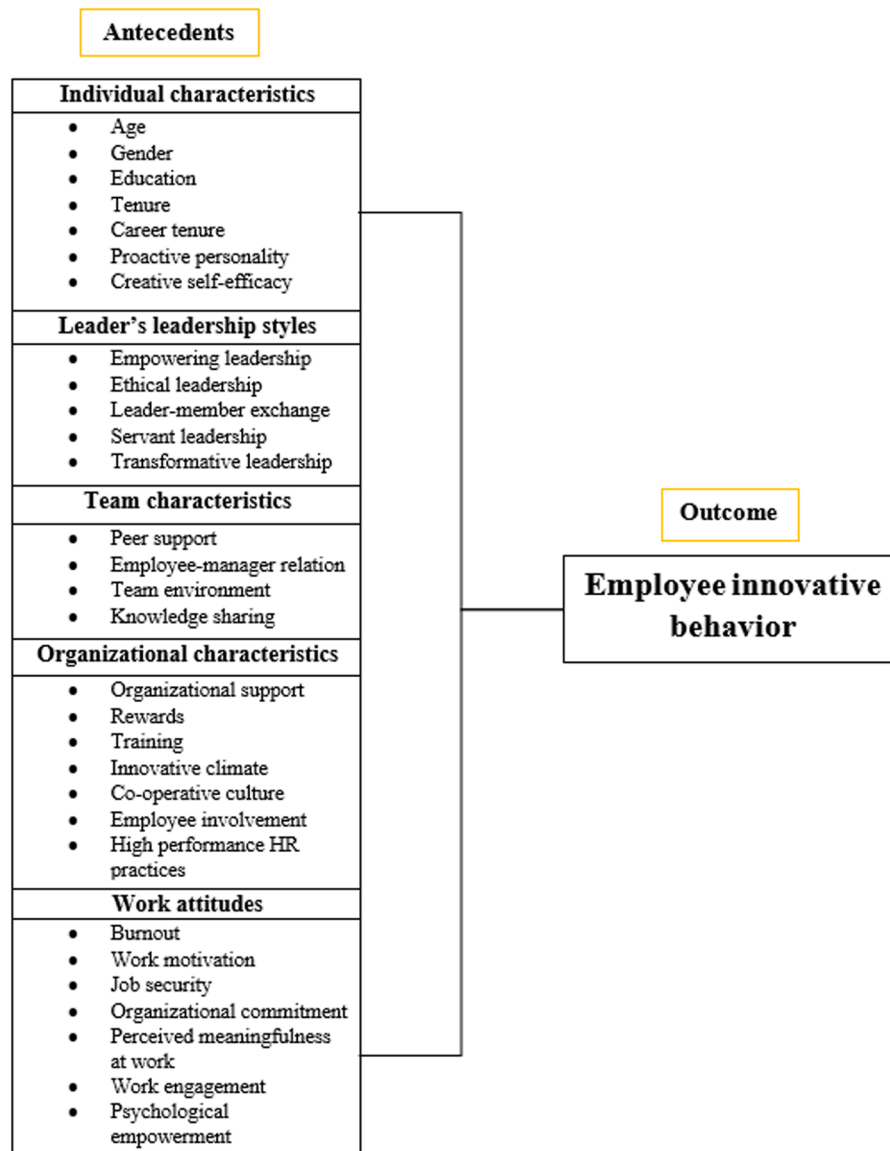 Antecedents
Individual characteristics
• Age
• Gender
• Education
• Tenure
• Career tenure
• Proactive personality
• Creative self-efficacy
Leader’s leadership styles
• Empowering leadership
• Ethical leadership
• Leader-member exchange
• Servant leadership
• Transformative leadership
Team characteristics
• Peer support
• Employee-manager relation
• Team environment
• Knowledge sharing
Organizational characteristics
• Organizational support
• Rewards
• Training
• Innovative climate
• Co-operative culture
• Employee involvement
• High performance HR
practices
Work attitudes
• Burnout
• Work motivation
• Job security
• Organizational commitment
• Perceived meaningfulness
at work
• Work engagement
• Psychological
empowerment
Outcome
Employee innovative
behavior